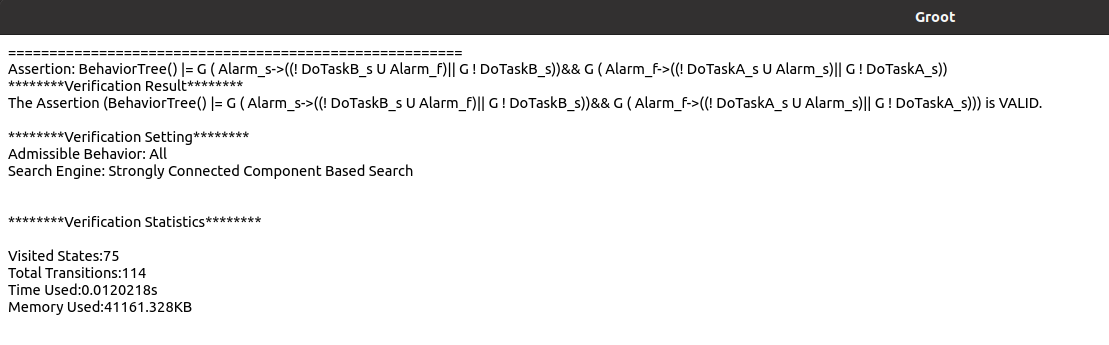 Groot
=======================================================
Assertion: BehaviorTree() |= G ( Alarm_s->((! DoTaskB_s U Alarm_f)|| G ! DoTaskB_s))&& G ( Alarm_f->((! DoTaskA_s U Alarm_s)|| G ! DoTaskA_s))
********Verification Result********
The Assertion (BehaviorTree() |= G ( Alarm_s->((! DoTaskB_s U Alarm_f)|| G ! DoTaskB_s))&& G ( Alarm_f->((! DoTaskA_s U Alarm_s)|| G ! DoTaskA_s))) is VALID.
********Verification Setting********
Admissible Behavior: All
Search Engine: Strongly Connected Component Based Search
********Verification Statistics********
Visited States:75
Total Transitions:114
Time Used:0.0120218s
Memory Used:41161.328KB